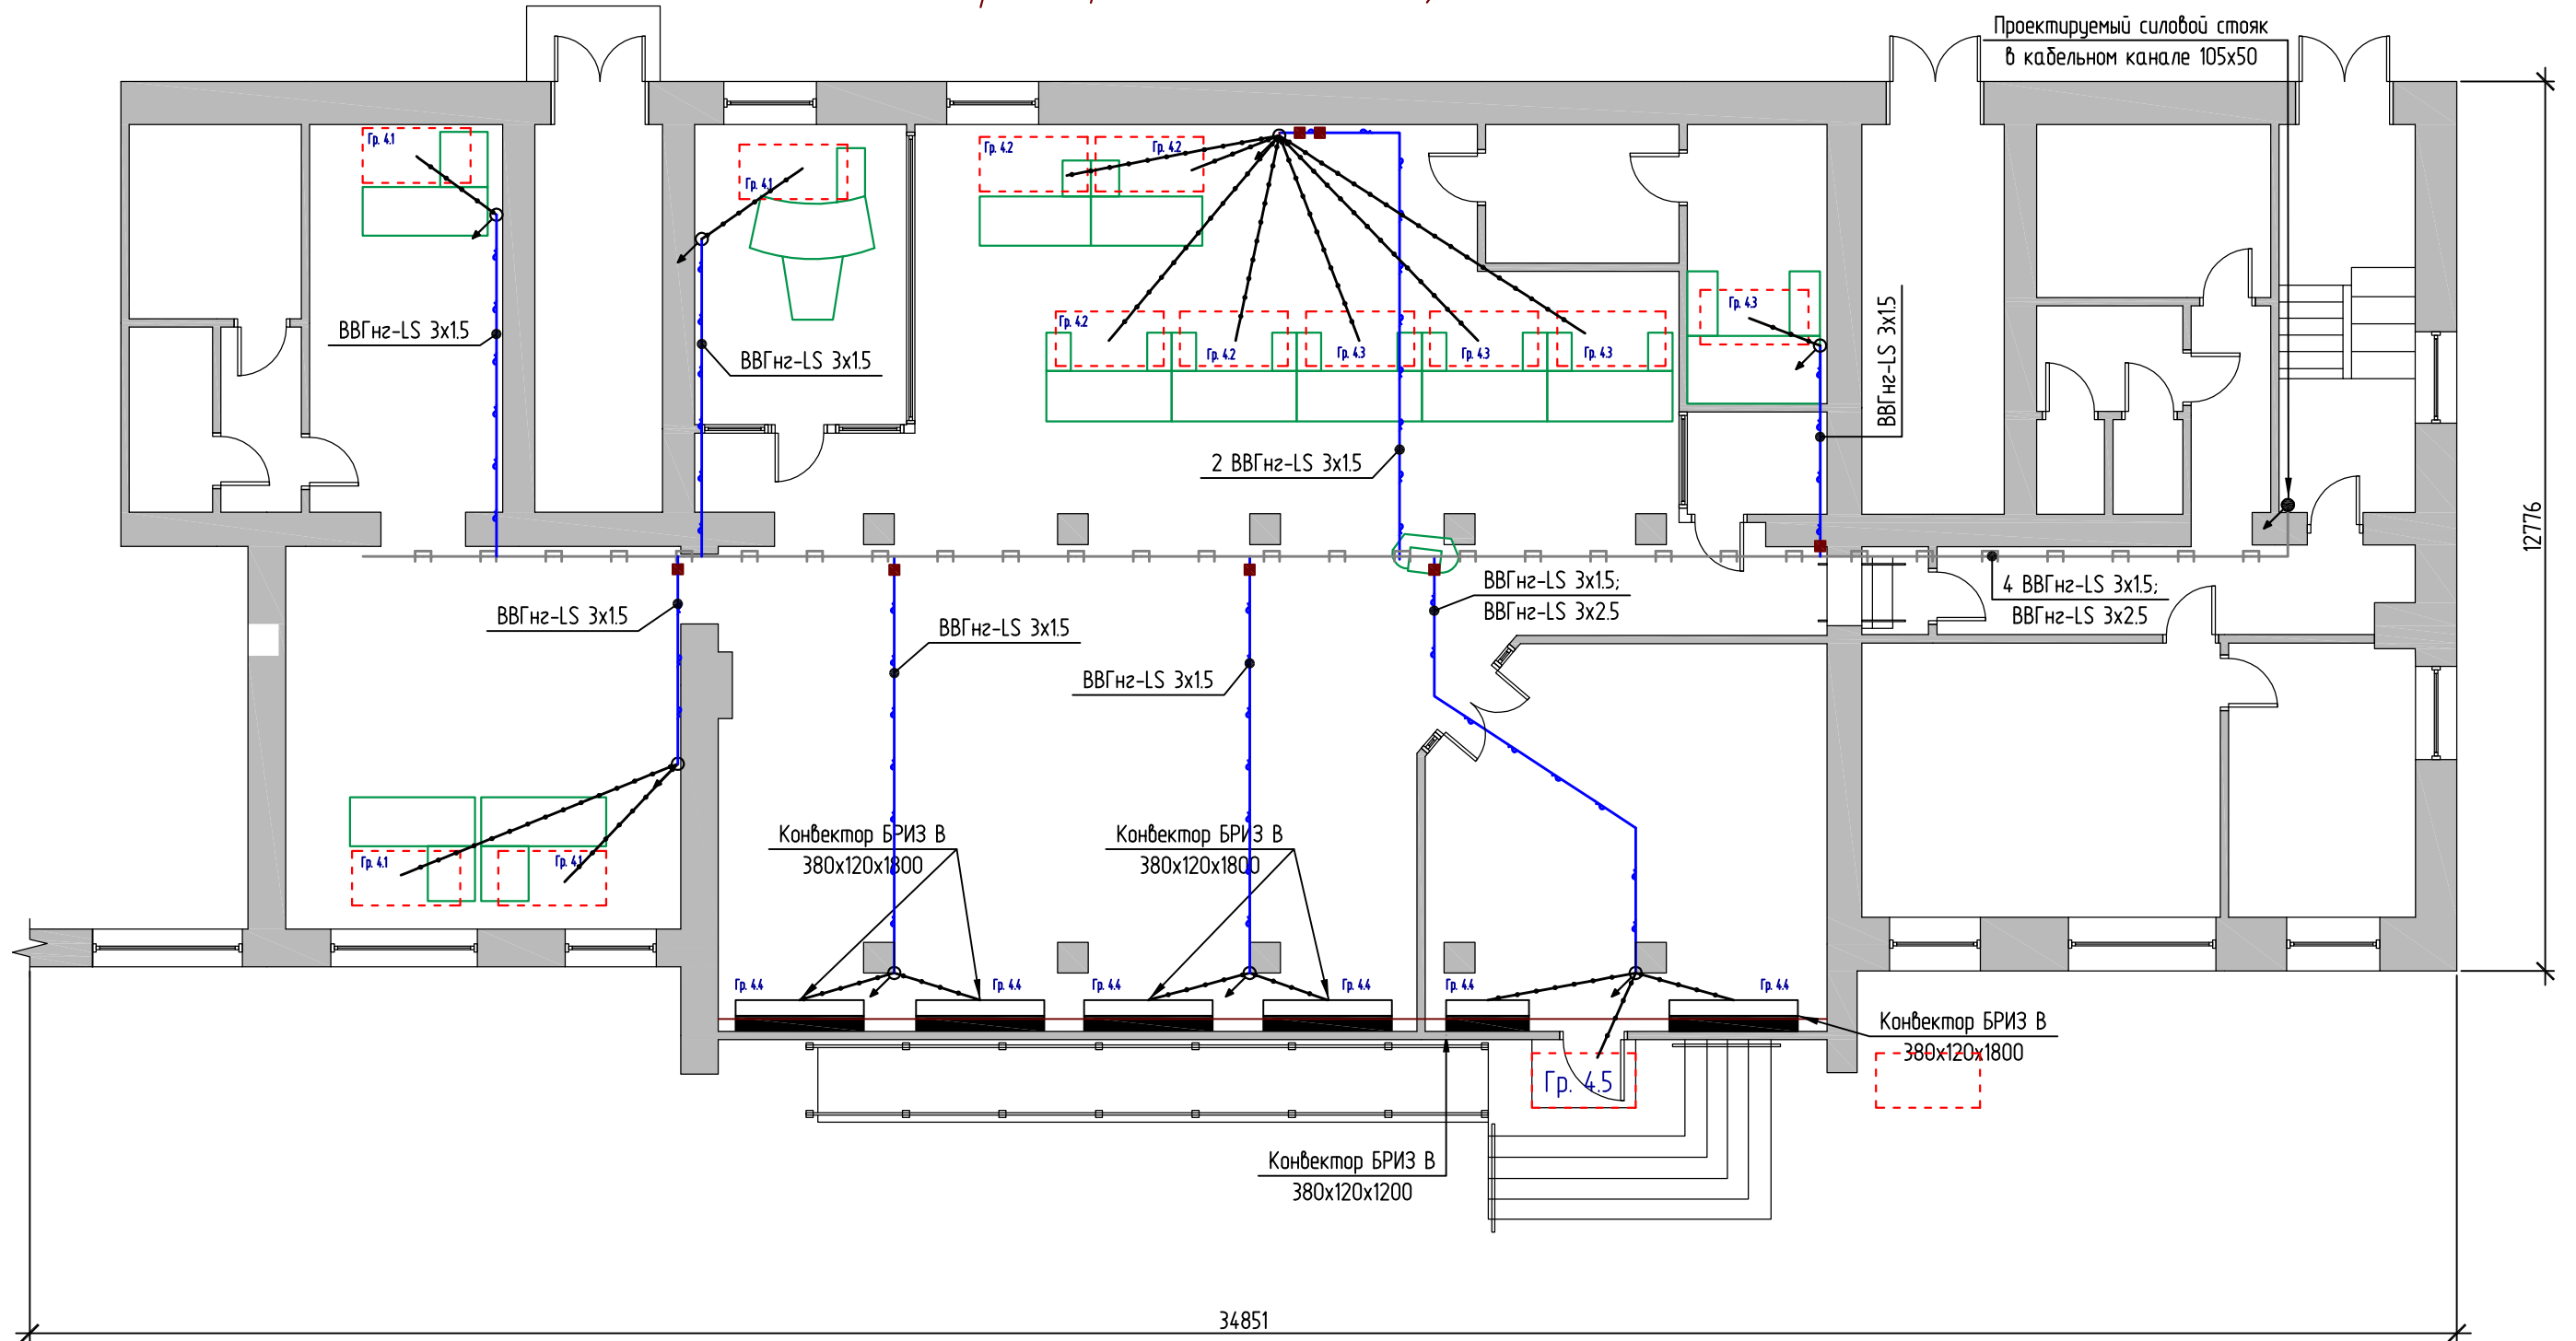 Проектируемый силовой стояк
в кабельном канале 105х50
Гр. 4.1
Гр. 4.1
Гр. 4.2
Гр. 4.2
Гр. 4.2
Гр. 4.2
Гр. 4.3
Гр. 4.3
Гр. 4.3
Гр. 4.3
ВВГнг-LS 3х1.5
ВВГнг-LS 3х1.5
ВВГнг-LS 3х1.5
2 ВВГнг-LS 3х1.5
12776
ВВГнг-LS 3х1.5;
ВВГнг-LS 3х2.5
4 ВВГнг-LS 3х1.5;
ВВГнг-LS 3х2.5
ВВГнг-LS 3х1.5
ВВГнг-LS 3х1.5
ВВГнг-LS 3х1.5
Конвектор БРИЗ В
380х120х1800
Конвектор БРИЗ В
380х120х1800
Гр. 4.1
Гр. 4.1
Гр. 4.4
Гр. 4.4
Гр. 4.4
Гр. 4.4
Гр. 4.4
Гр. 4.4
Конвектор БРИЗ В
380х120х1800
Гр. 4.5
Конвектор БРИЗ В
380х120х1200
34851